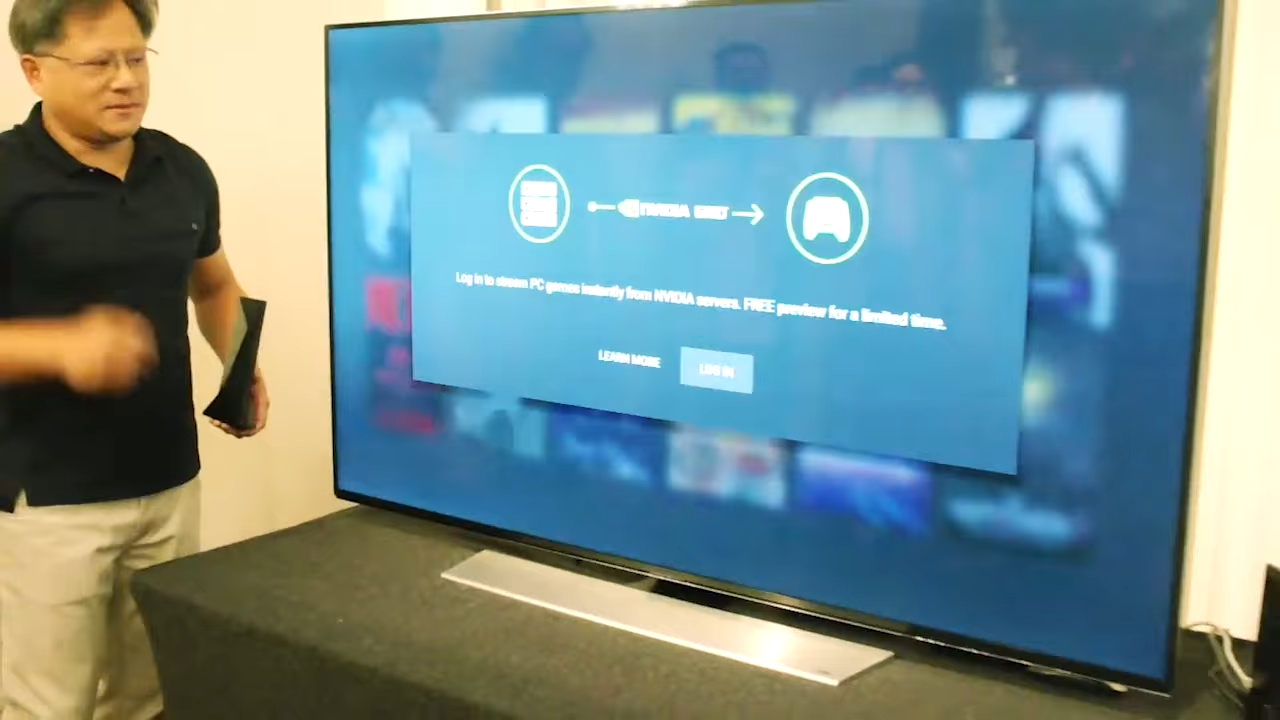 NVIDIA GRID
Log in to stream PC games instantly from NVIDIA servers. FREE preview for a limited time.
LEARN MORE
LOG IN